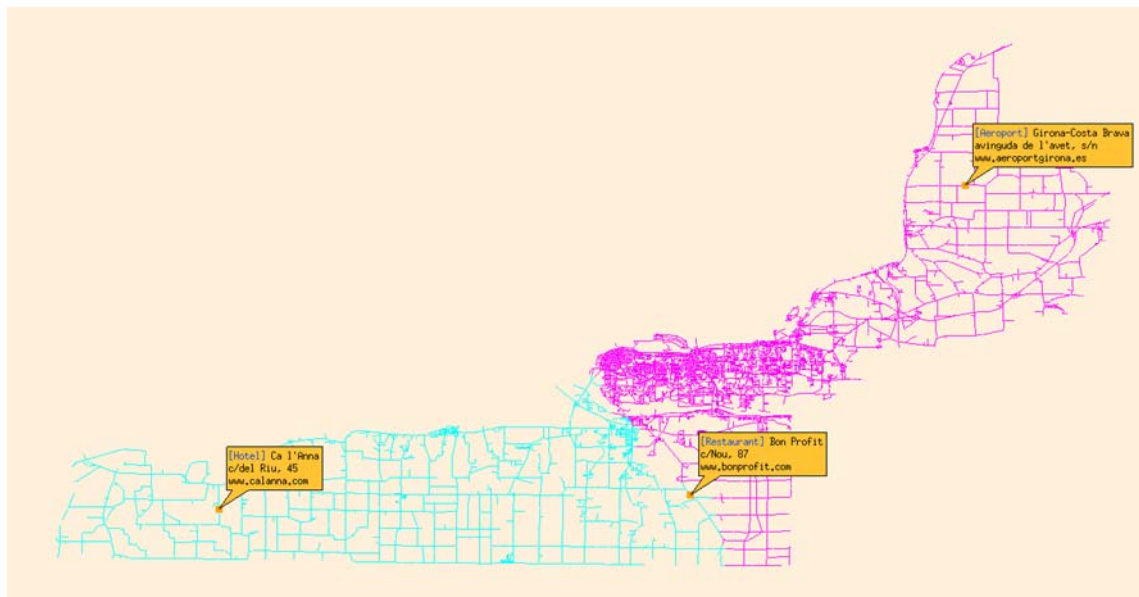 [Aeroport] Girona-Costa Brava
avinguda de l'avet, s/n
www.aeroportgirona.es
[Restaurant] Bon Profit
c/Nou, 87
www.bonprofit.com
[Hotel] Ca l'Anna
c/del Riu, 45
www.calanna.com